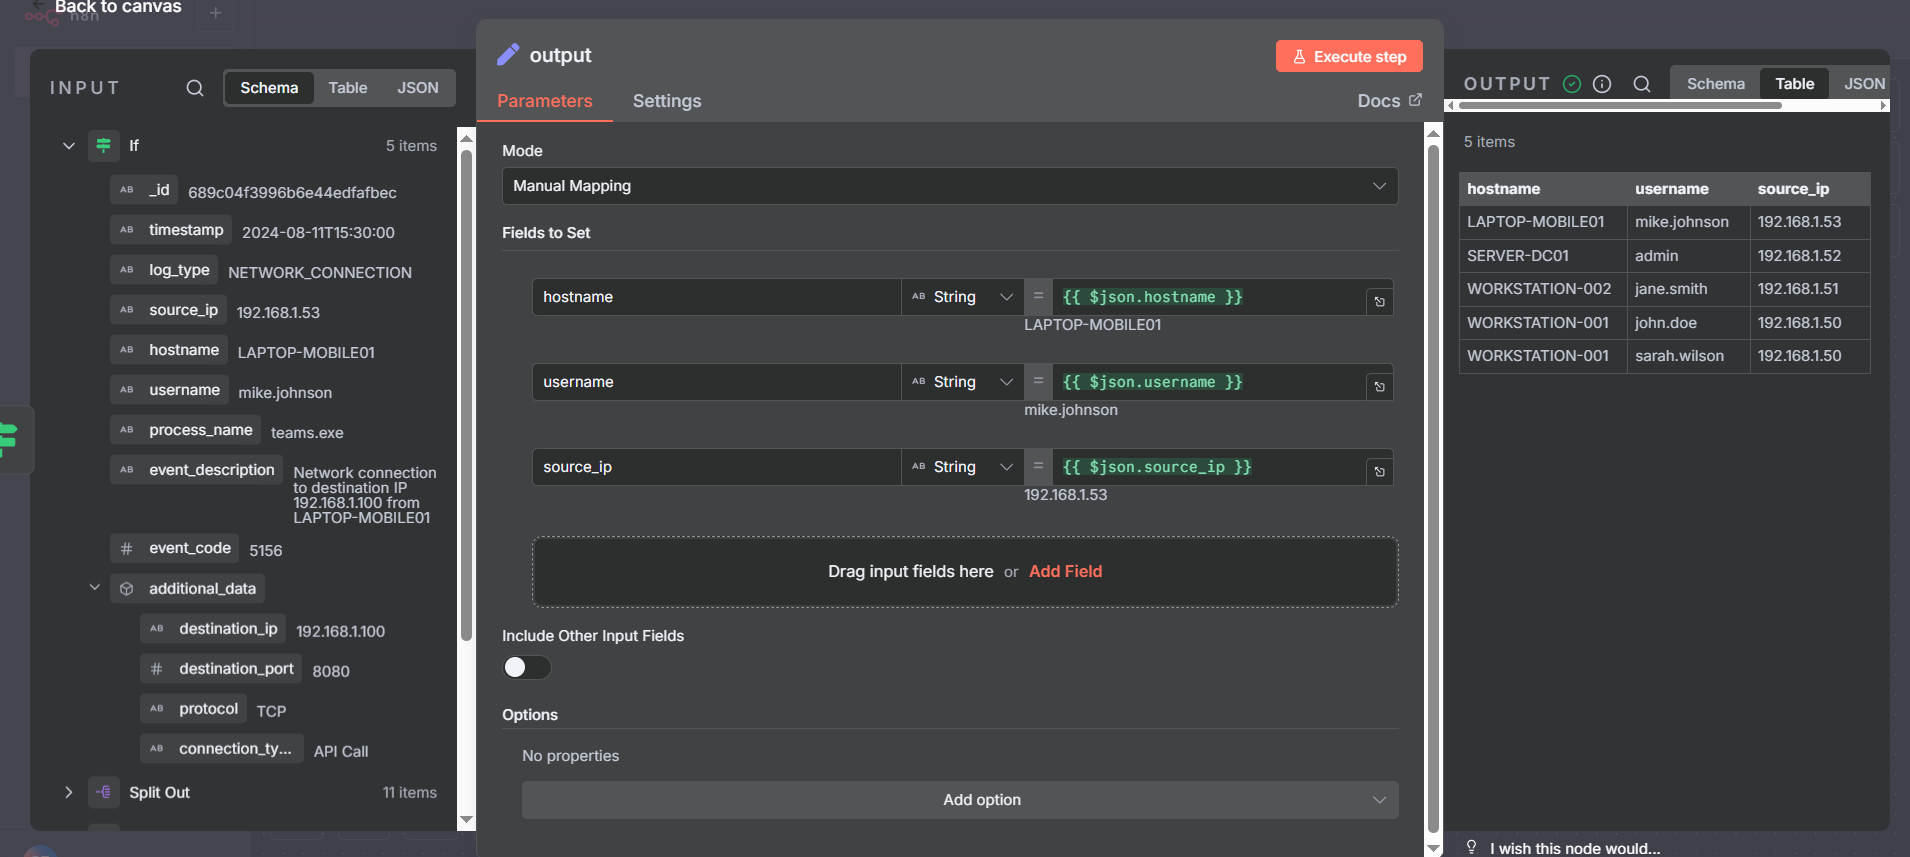 Back to canvas
n8n
INPUT
Schema
Table
JSON
If
5 items
AB _id 689c04f3996b6e44edfafbec
AB timestamp 2024-08-11T15:30:00
AB log_type NETWORK_CONNECTION
AB source_ip 192.168.1.53
AB hostname LAPTOP-MOBILE01
AB username mike.johnson
AB process_name teams.exe
AB event_description Network connection
to destination IP
192.168.1.100 from
LAPTOP-MOBILE01
# event_code 5156
additional_data
AB destination_ip 192.168.1.100
# destination_port 8080
AB protocol TCP
AB connection_ty... API Call
Split Out
11 items
output
Execute step
Parameters
Settings
Docs
Mode
Manual Mapping
Fields to Set
hostname AB String = {{ $json.hostname }}
LAPTOP-MOBILE01
username AB String = {{ $json.username }}
mike.johnson
source_ip AB String = {{ $json.source_ip }}
192.168.1.53
Drag input fields here or Add Field
Include Other Input Fields
Options
No properties
Add option
OUTPUT
Schema
Table
JSON
5 items
hostname username source_ip
LAPTOP-MOBILE01 mike.johnson 192.168.1.53
SERVER-DC01 admin 192.168.1.52
WORKSTATION-002 jane.smith 192.168.1.51
WORKSTATION-001 john.doe 192.168.1.50
WORKSTATION-001 sarah.wilson 192.168.1.50
I wish this node would...